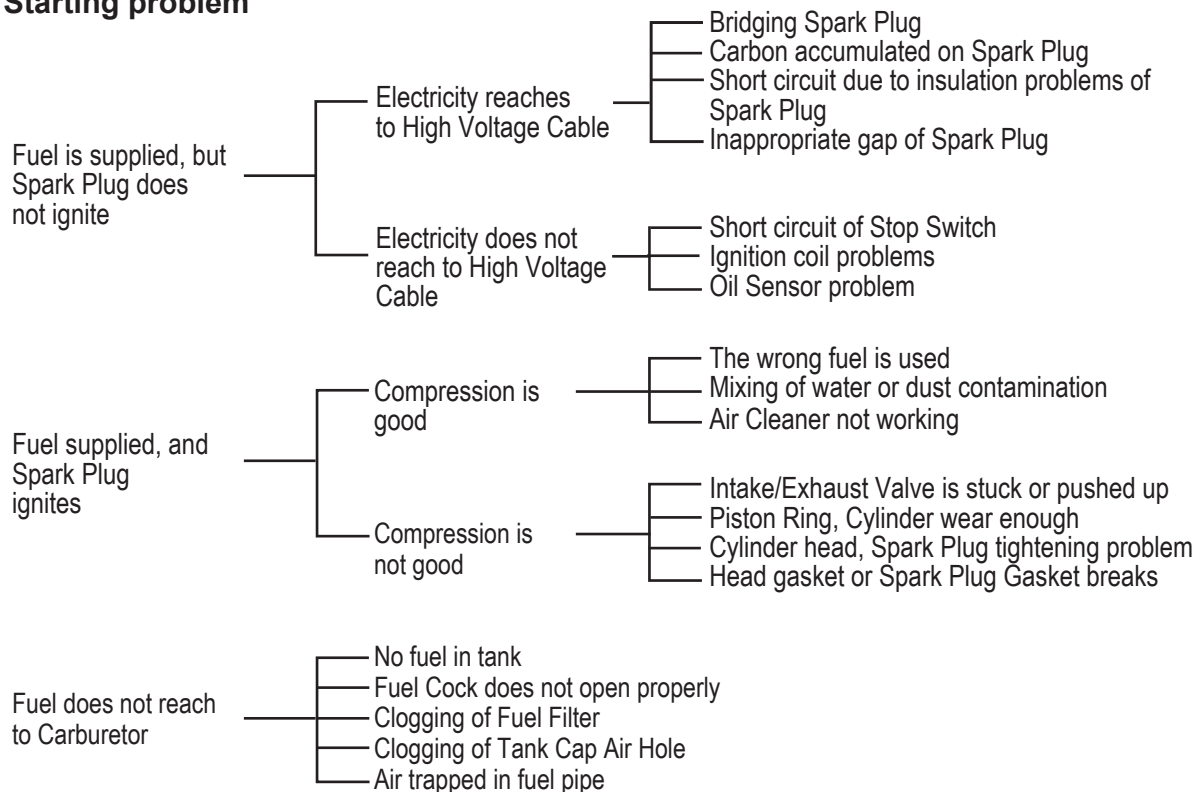 Starting problem
Fuel is supplied, but
Spark Plug does
not ignite
Electricity reaches
to High Voltage Cable
Bridging Spark Plug
Carbon accumulated on Spark Plug
Short circuit due to insulation problems of
Spark Plug
Inappropriate gap of Spark Plug
Electricity does not
reach to High Voltage
Cable
Short circuit of Stop Switch
Ignition coil problems
Oil Sensor problem
Fuel supplied, and
Spark Plug
ignites
Compression is
good
The wrong fuel is used
Mixing of water or dust contamination
Air Cleaner not working
Compression is
not good
Intake/Exhaust Valve is stuck or pushed up
Piston Ring, Cylinder wear enough
Cylinder head, Spark Plug tightening problem
Head gasket or Spark Plug Gasket breaks
Fuel does not reach
to Carburetor
No fuel in tank
Fuel Cock does not open properly
Clogging of Fuel Filter
Clogging of Tank Cap Air Hole
Air trapped in fuel pipe